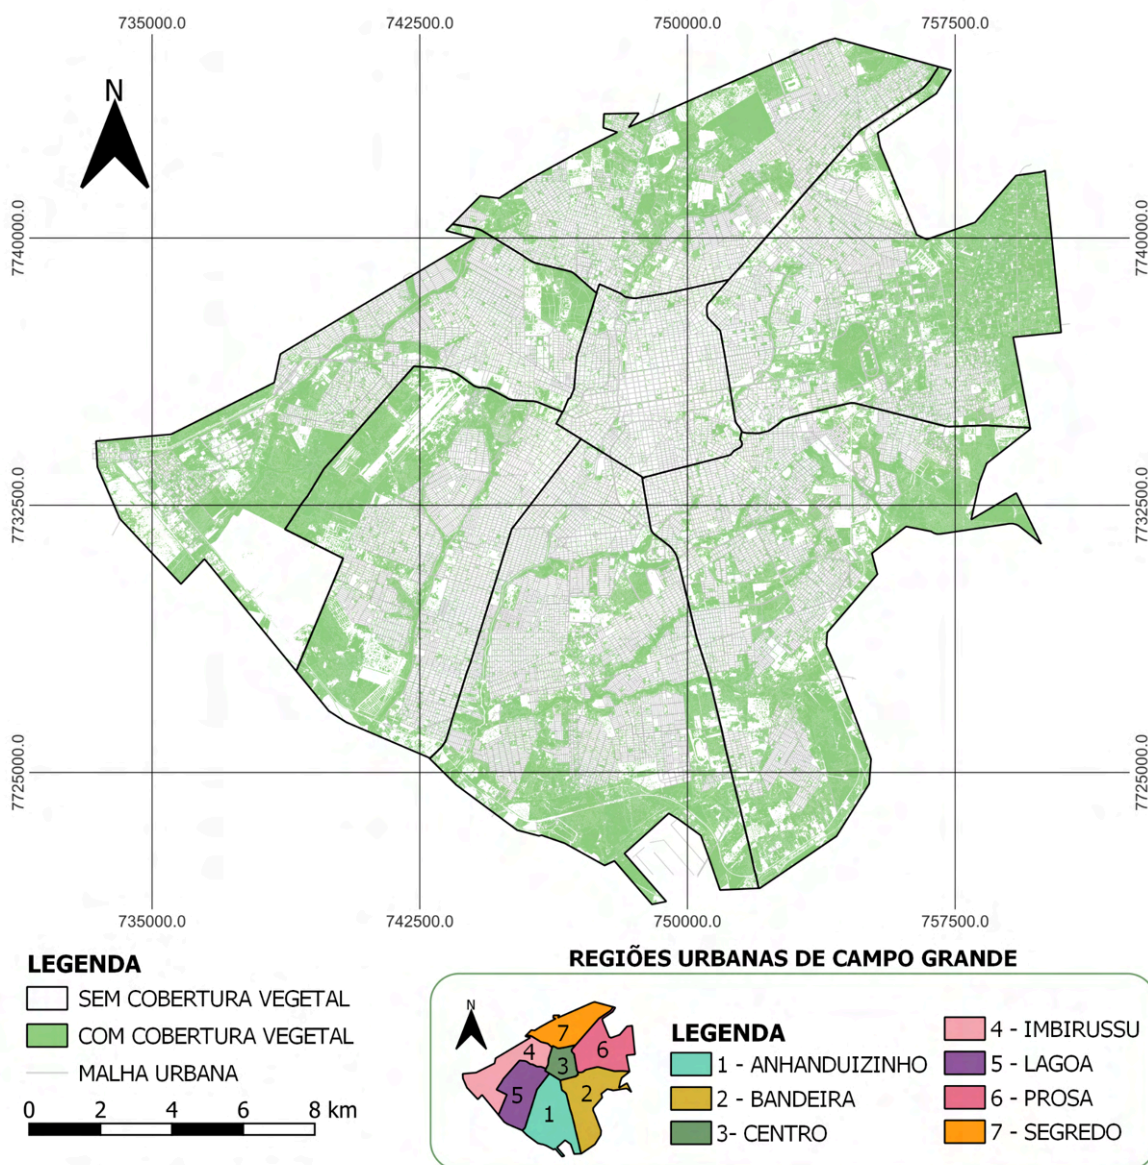 735000.0 742500.0 750000.0 757500.0
N
7740000.0 7740000.0
7732500.0 7732500.0
7725000.0 7725000.0
735000.0 742500.0 750000.0 757500.0
LEGENDA
SEM COBERTURA VEGETAL
COM COBERTURA VEGETAL
MALHA URBANA
0 2 4 6 8 km
REGIÕES URBANAS DE CAMPO GRANDE
N
7
6
4
3
5
2
1
LEGENDA
1 - ANHANDUIZINHO
2 - BANDEIRA
3- CENTRO
4 - IMBIRUSSU
5 - LAGOA
6 - PROSA
7 - SEGREDO